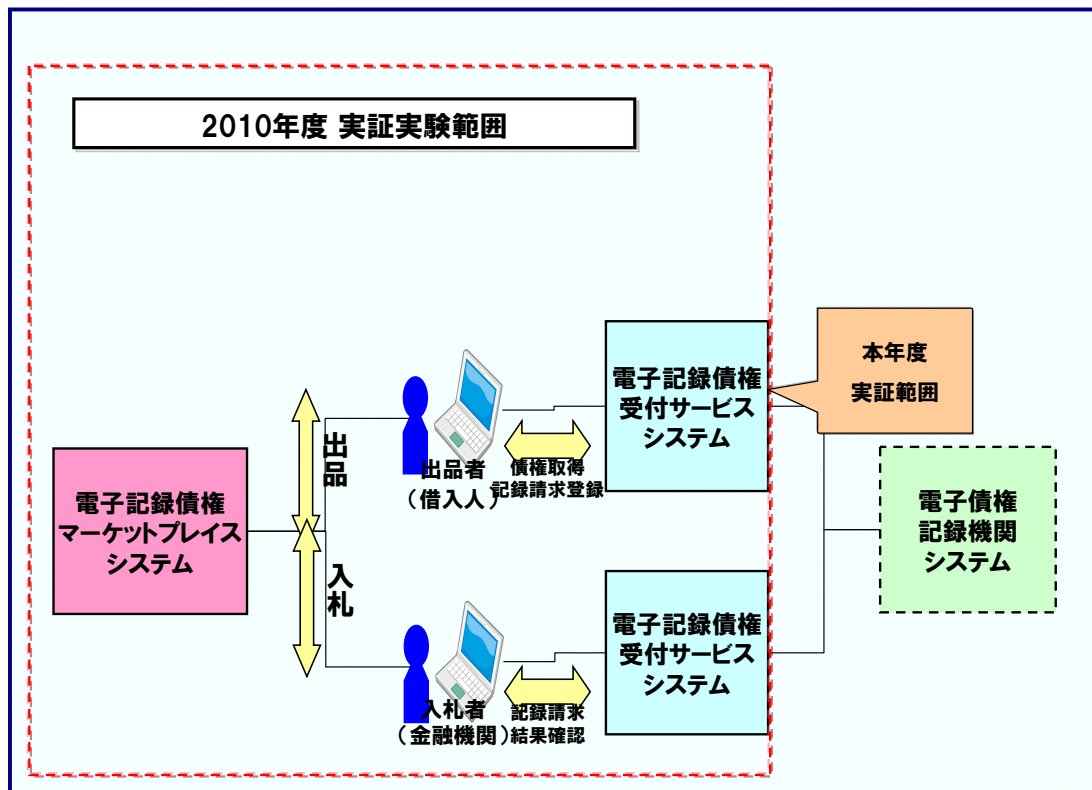 2010年度 実証実験範囲
本年度
実証範囲
電子記録債権
受付サービス
システム
出品
出品者
（借入人）
債権取得
記録請求登録
電子記録債権
マーケットプレイス
システム
電子債権
記録機関
システム
入札
電子記録債権
受付サービス
システム
入札者
（金融機関）
記録請求
結果確認